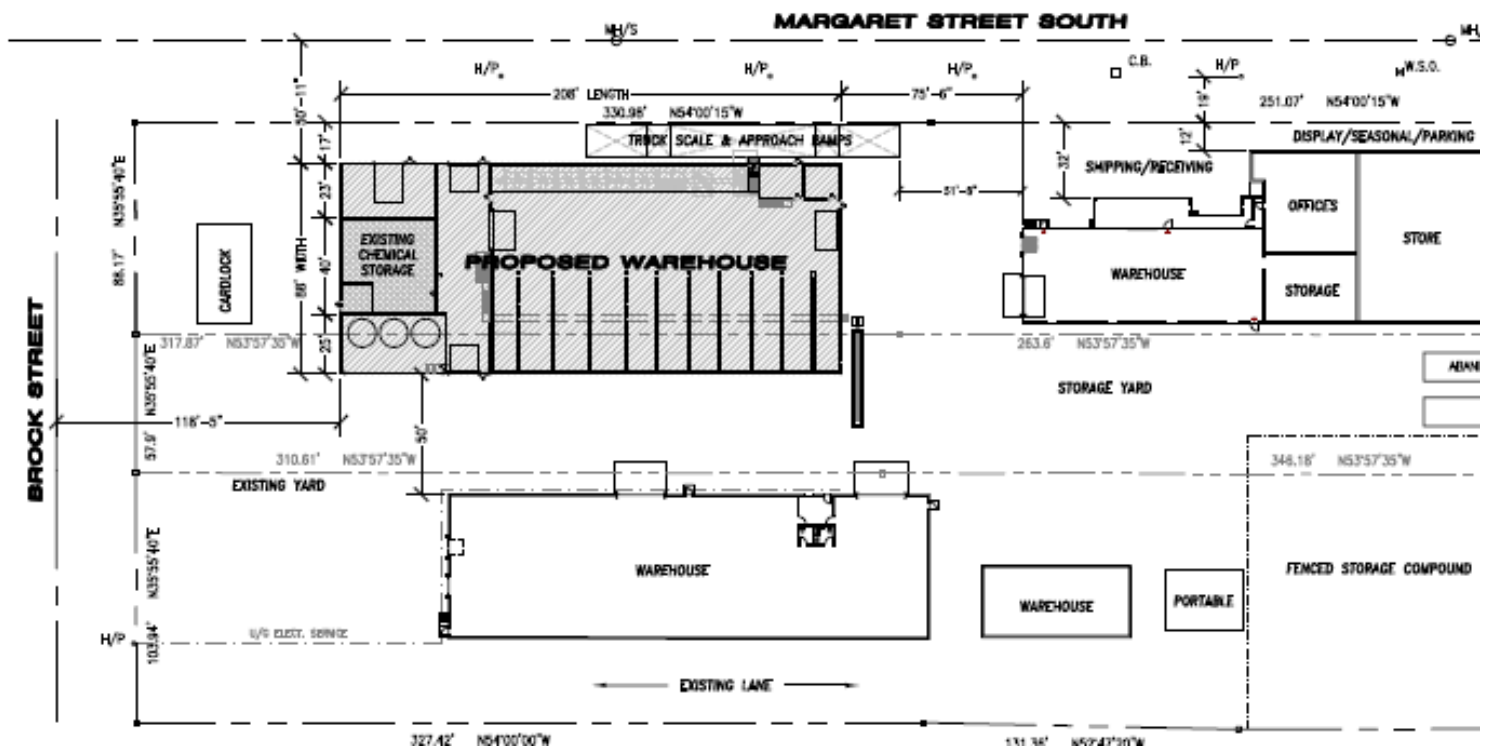 MARGARET STREET SOUTH
MH/S
H/P
H/P
H/P
C.B.
H/P
W.S.O.
50'-11"
208' LENGTH
75'-6"
19'
251.07' N54°00'15"W
330.98' N54°00'15"W
17'
TRUCK SCALE & APPROACH RAMPS
32'
12'
DISPLAY/SEASONAL/PARKING
SHIPPING/RECEIVING
N35°55'40"E
88.17'
23'
51'-8"
OFFICES
STORE
EXISTING
CHEMICAL
STORAGE
88' WIDTH
40'
PROPOSED WAREHOUSE
WAREHOUSE
STORAGE
CARDLOCK
25'
317.87' N53°57'35"W
263.6' N53°57'35"W
BROCK STREET
N35°55'40"E
57.9'
STORAGE YARD
118'-5"
50'
310.61' N53°57'35"W
346.18' N53°57'35"W
EXISTING YARD
N35°55'40"E
103.94'
WAREHOUSE
FENCED STORAGE COMPOUND
WAREHOUSE
PORTABLE
H/P
U/G ELECT. SERVICE
EXISTING LANE
327.42' N54°00'00"W
131.36' N52°47'20"W